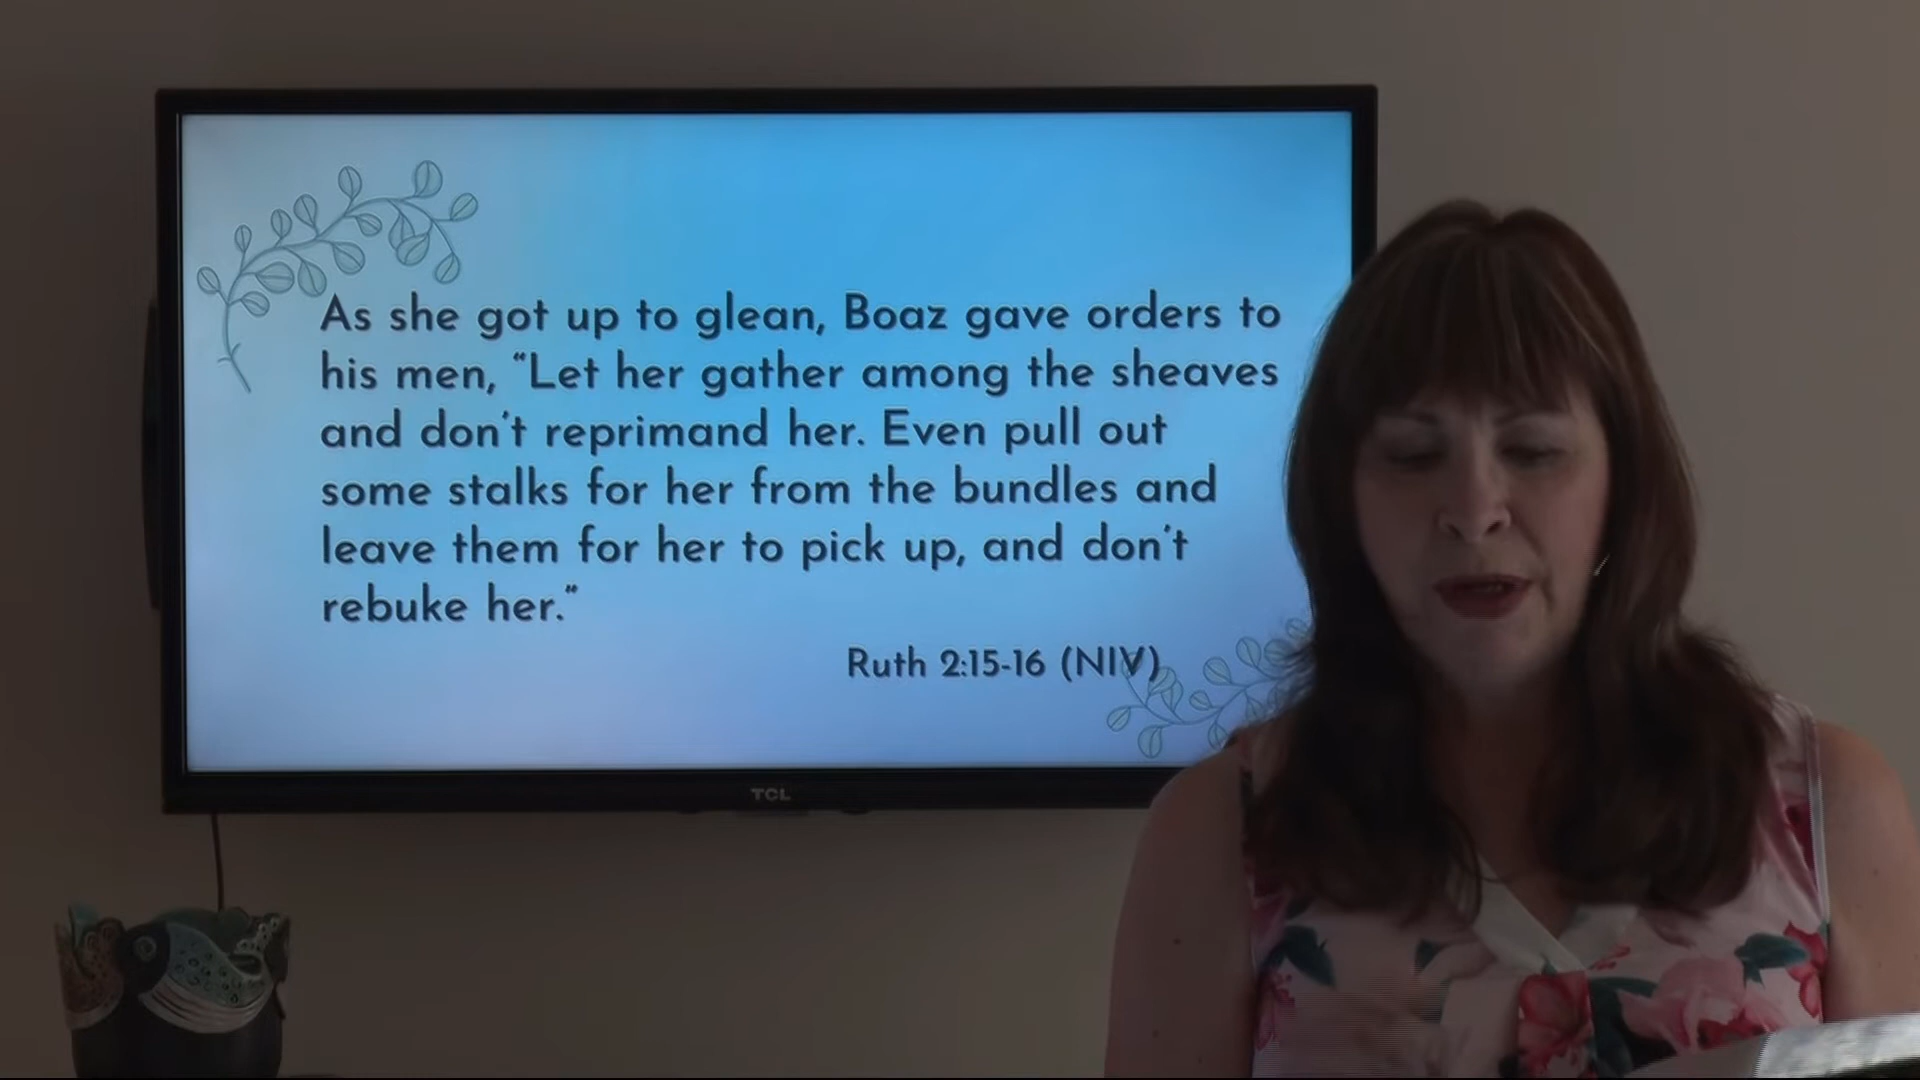 As she got up to glean, Boaz gave orders to
his men, “Let her gather among the sheaves
and don’t reprimand her. Even pull out
some stalks for her from the bundles and
leave them for her to pick up, and don’t
rebuke her.”
Ruth 2:15-16 (NIV)
TCL